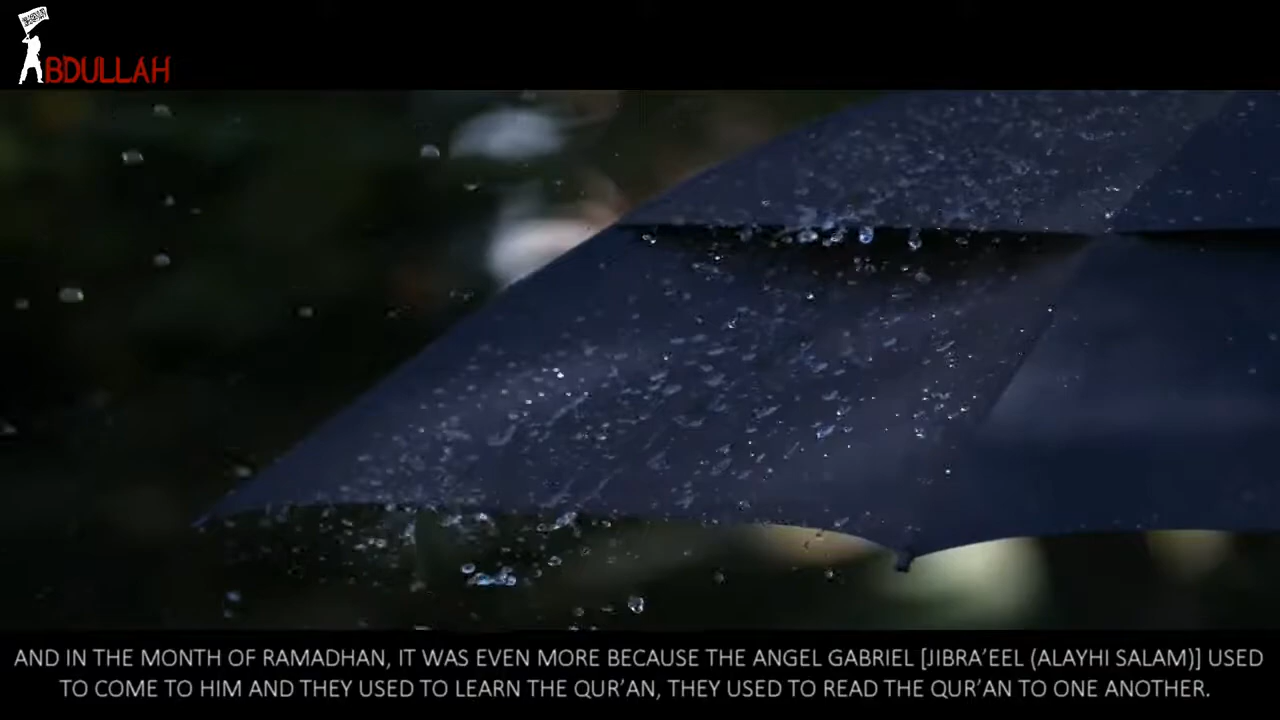 BDULLAH
AND IN THE MONTH OF RAMADHAN, IT WAS EVEN MORE BECAUSE THE ANGEL GABRIEL [JIBRA’EEL (ALAYHI SALAM)] USED
TO COME TO HIM AND THEY USED TO LEARN THE QUR’AN, THEY USED TO READ THE QUR’AN TO ONE ANOTHER.